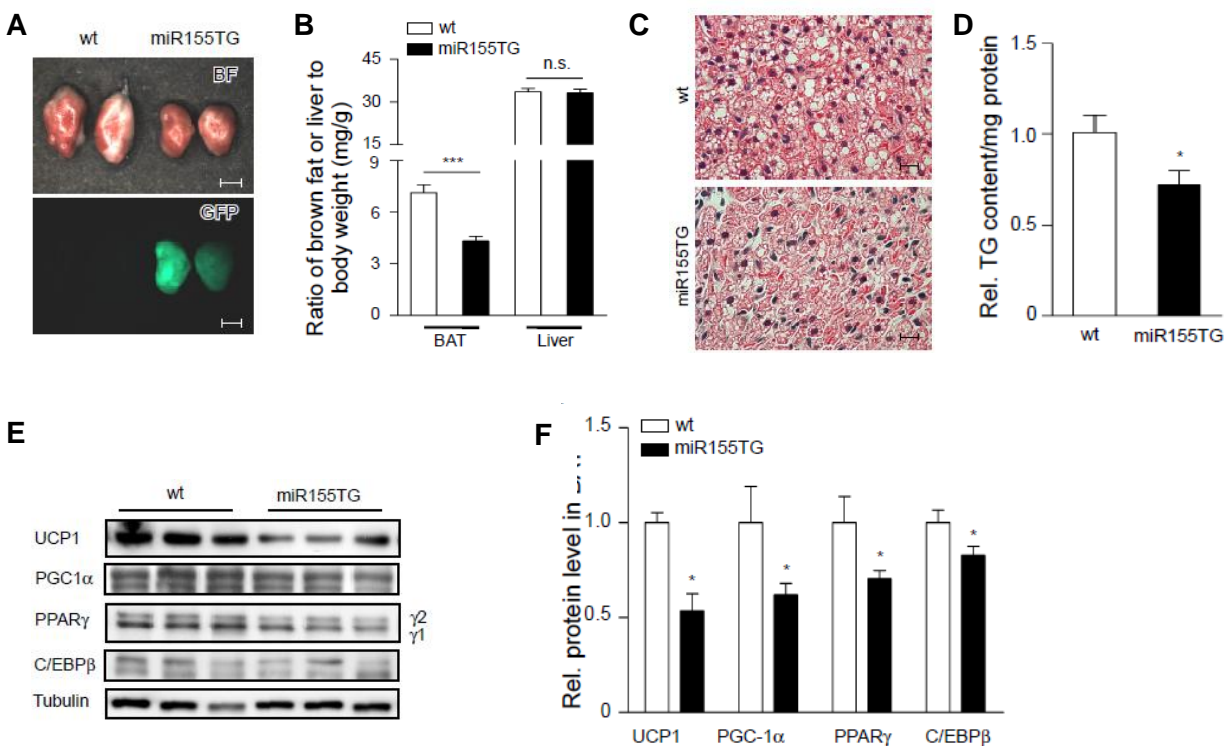 A
wt miR155TG
BF
GFP
B
wt
miR155TG
Ratio of brown fat or liver to
body weight (mg/g)
45
30
15
9
6
3
0
***
n.s.
BAT Liver
C
wt
miR155TG
D
Rel. TG content/mg protein
1.5
1.0
0.5
0
*
wt miR155TG
E
wt miR155TG
UCP1
PGC1α
PPARγ
γ2
γ1
C/EBPβ
Tubulin
F
wt
miR155TG
Rel. protein level in
1.5
1.0
0.5
0
* * * *
UCP1 PGC-1α PPARγ C/EBPβ